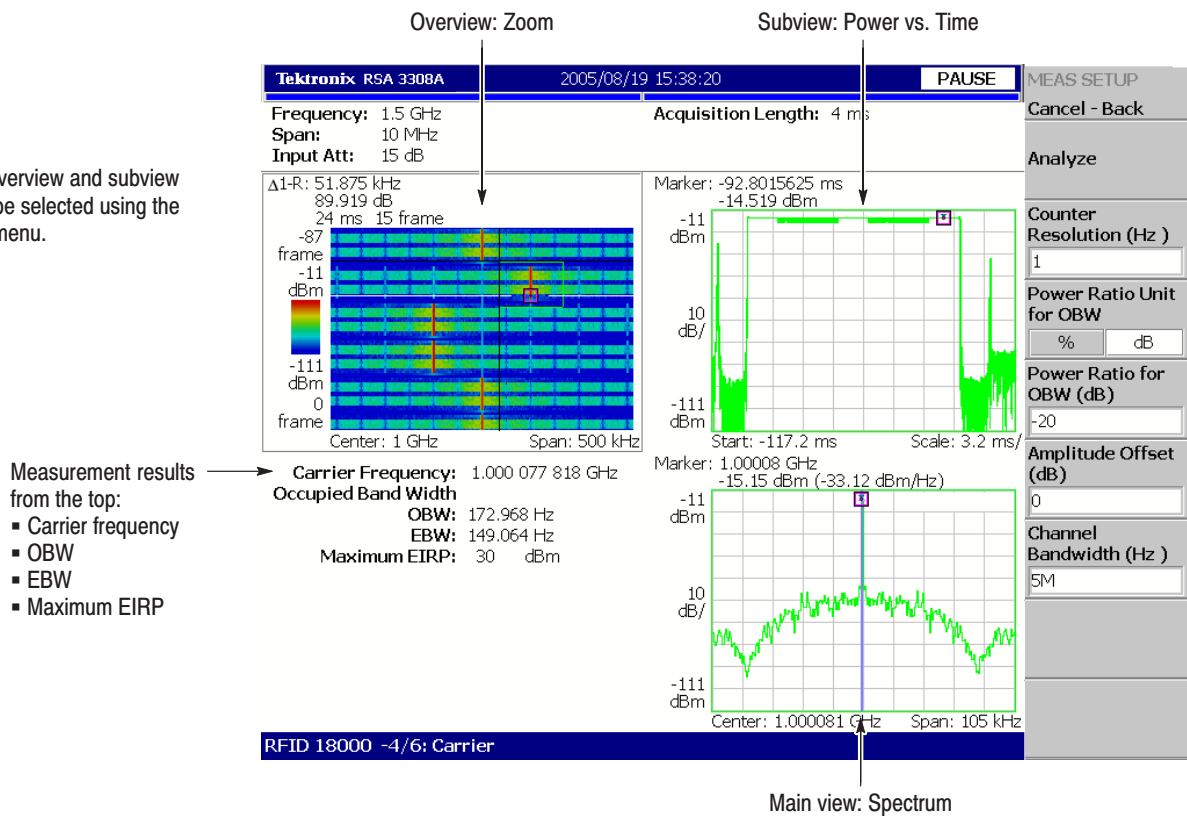 Overview: Zoom
Subview: Power vs. Time
Tektronix RSA 3308A
2005/08/19 15:38:20
PAUSE
Frequency: 1.5 GHz
Span: 10 MHz
Input Att: 15 dB
Acquisition Length: 4 ms
verview and subview
be selected using the
menu.
Δ1-R: 51.875 kHz
89.919 dB
24 ms 15 frame
-87
frame
-11
dBm
-111
dBm
0
frame
Center: 1 GHz
Span: 500 kHz
Marker: -92.8015625 ms
-14.519 dBm
-11
dBm
10
dB/
-111
dBm
Start: -117.2 ms
Scale: 3.2 ms/
Measurement results
from the top:
▪ Carrier frequency
▪ OBW
▪ EBW
▪ Maximum EIRP
Carrier Frequency: 1.000 077 818 GHz
Occupied Band Width
OBW: 172.968 Hz
EBW: 149.064 Hz
Maximum EIRP: 30 dBm
Marker: 1.00008 GHz
-15.15 dBm (-33.12 dBm/Hz)
-11
dBm
10
dB/
-111
dBm
Center: 1.000081 GHz
Span: 105 kHz
RFID 18000 -4/6: Carrier
Main view: Spectrum
MEAS SETUP
Cancel - Back
Analyze
Counter
Resolution (Hz )
1
Power Ratio Unit
for OBW
% dB
Power Ratio for
OBW (dB)
-20
Amplitude Offset
(dB)
0
Channel
Bandwidth (Hz )
5M